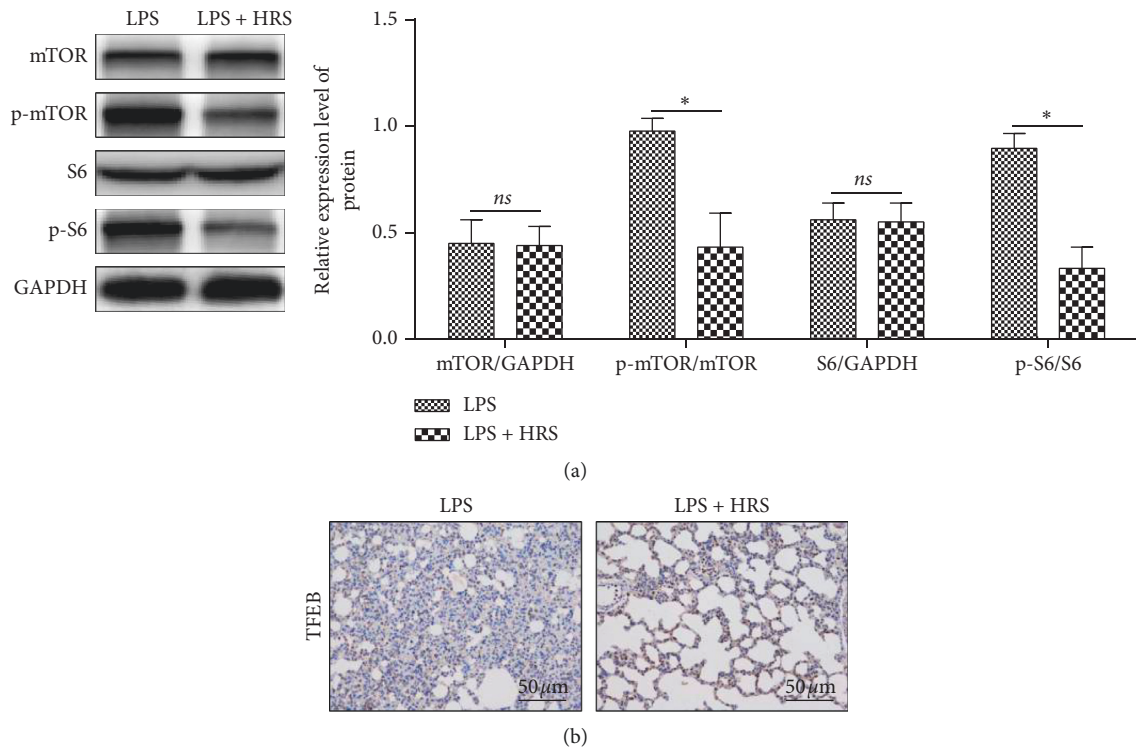 LPS LPS + HRS
mTOR
p-mTOR
S6
p-S6
GAPDH
Relative expression level of
protein
1.5
1.0
0.5
0.0
ns
*
ns
*
mTOR/GAPDH p-mTOR/mTOR S6/GAPDH p-S6/S6
LPS
LPS + HRS
(a)
LPS LPS + HRS
TFEB
50 μm 50 μm
(b)